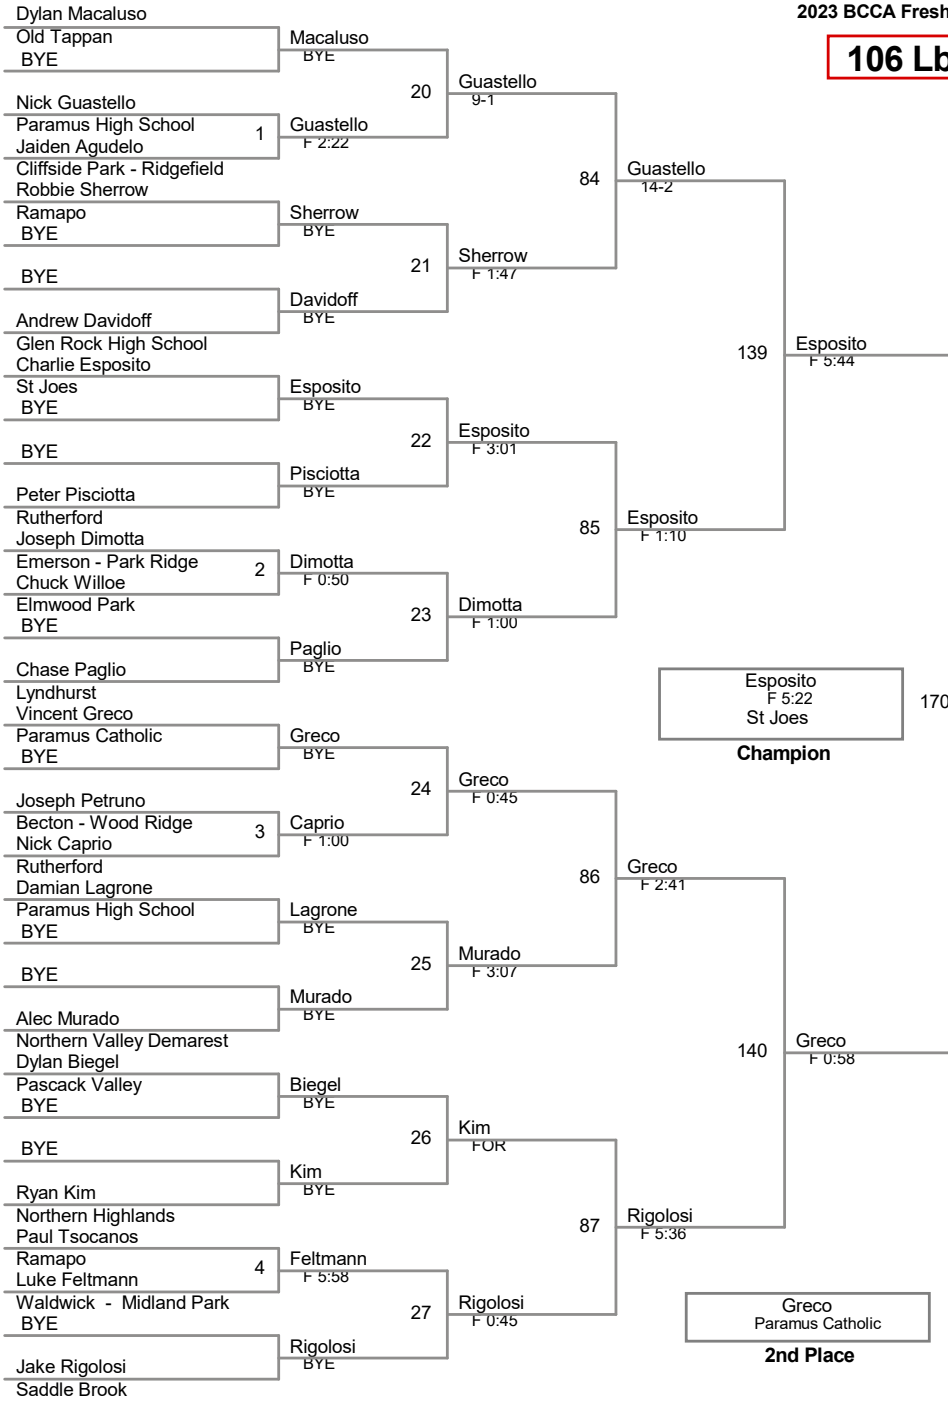 2023 BCCA Fresh
106 Lb
Dylan Macaluso
Old Tappan
BYE
Nick Guastello
Paramus High School
Jaiden Agudelo
Cliffside Park - Ridgefield
Robbie Sherrow
Ramapo
BYE
BYE
Andrew Davidoff
Glen Rock High School
Charlie Esposito
St Joes
BYE
BYE
Peter Pisciotta
Rutherford
Joseph Dimotta
Emerson - Park Ridge
Chuck Willoe
Elmwood Park
BYE
Chase Paglio
Lyndhurst
Vincent Greco
Paramus Catholic
BYE
Joseph Petruno
Becton - Wood Ridge
Nick Caprio
Rutherford
Damian Lagrone
Paramus High School
BYE
BYE
Alec Murado
Northern Valley Demarest
Dylan Biegel
Pascack Valley
BYE
BYE
Ryan Kim
Northern Highlands
Paul Tsocanos
Ramapo
Luke Feltmann
Waldwick - Midland Park
BYE
Jake Rigolosi
Saddle Brook
1
2
3
4
Macaluso
BYE
Guastello
F 2:22
Sherrow
BYE
Davidoff
BYE
Esposito
BYE
Pisciotta
BYE
Dimotta
F 0:50
Paglio
BYE
Greco
BYE
Caprio
F 1:00
Lagrone
BYE
Murado
BYE
Biegel
BYE
Kim
BYE
Feltmann
F 5:58
Rigolosi
BYE
20
21
22
23
24
25
26
27
Guastello
9-1
Sherrow
F 1:47
Esposito
F 3:01
Dimotta
F 1:00
Greco
F 0:45
Murado
F 3:07
Kim
FOR
Rigolosi
F 0:45
84
85
86
87
Guastello
14-2
Esposito
F 1:10
Greco
F 2:41
Rigolosi
F 5:36
139
140
Esposito
F 5:44
Greco
F 0:58
Esposito
F 5:22
St Joes
170
Champion
Greco
Paramus Catholic
2nd Place